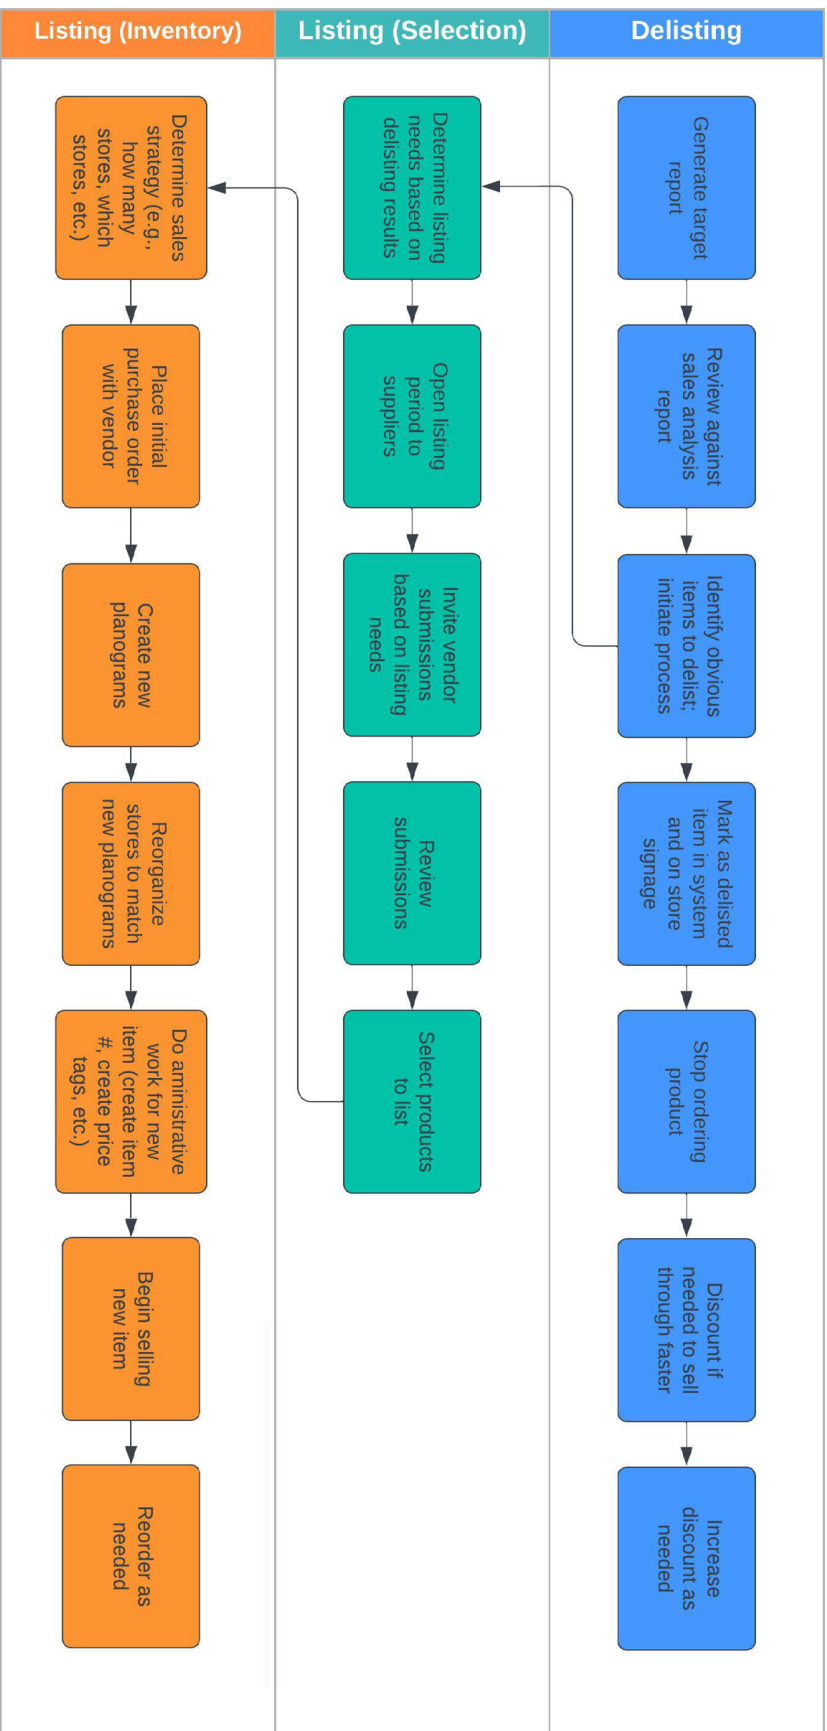 Listing (Inventory)
Listing (Selection)
Delisting
Determine sales
strategy (e.g.,
how many
stores, which
stores, etc.)
Place initial
purchase order
with vendor
Create new
planograms
Reorganize
stores to match
new planograms
Do aministrative
work for new
item (create item
#, create price
tags, etc.)
Begin selling
new item
Reorder as
needed
Determine listing
needs based on
delisting results
Open listing
period to
suppliers
Invite vendor
submissions
based on listing
needs
Review
submissions
Select products
to list
Generate target
report
Review against
sales analysis
report
Identify obvious
items to delist;
initiate process
Mark as delisted
item in system
and on store
signage
Stop ordering
product
Discount if
needed to sell
through faster
Increase
discount as
needed